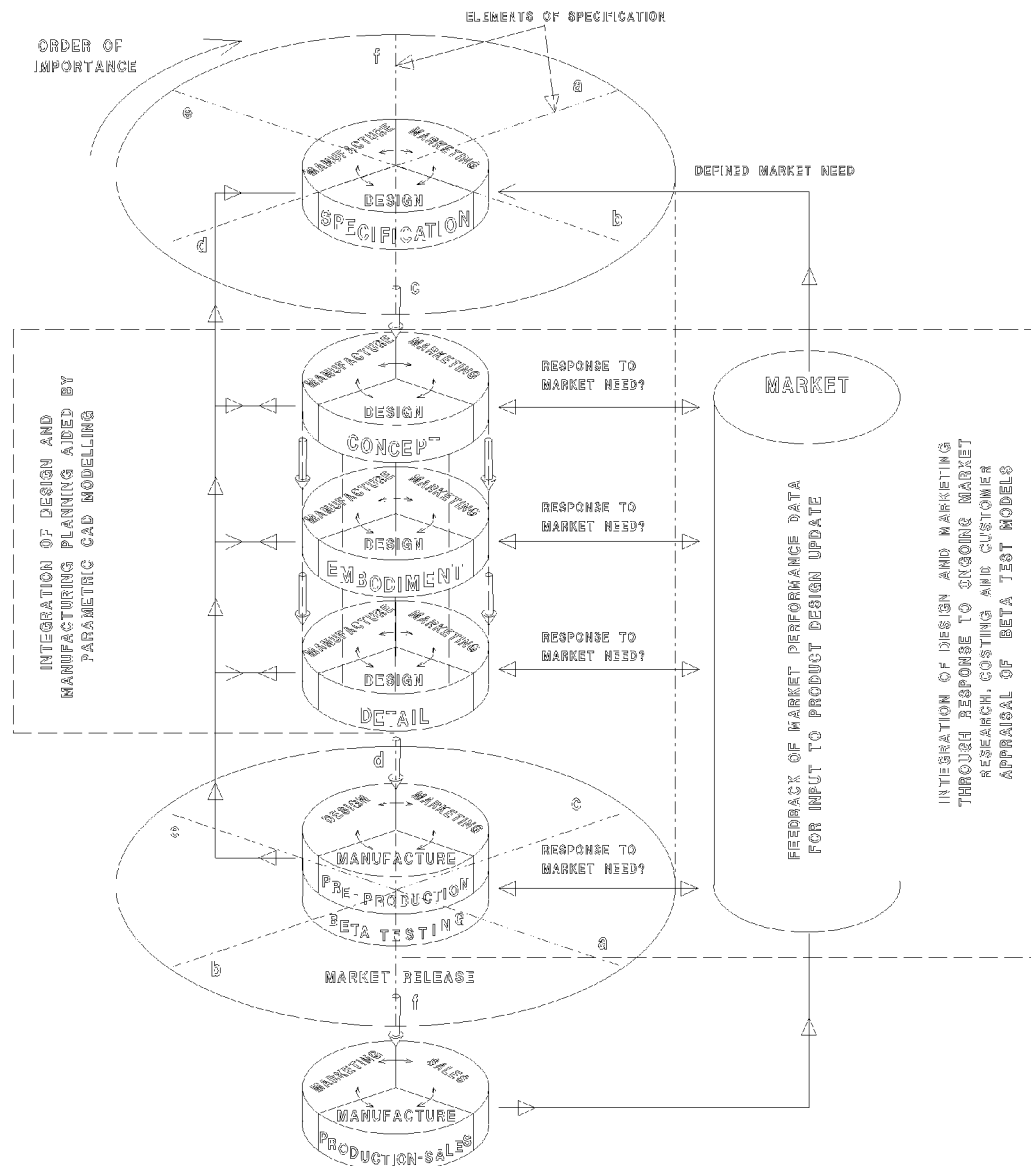 ELEMENTS OF SPECIFICATION
ORDER OF
IMPORTANCE
f
a
e
MANUFACTURE
MARKETING
DESIGN
SPECIFICATION
DEFINED MARKET NEED
b
d
c
MANUFACTURE
MARKETING
DESIGN
CONCEPT
RESPONSE TO
MARKET NEED?
MARKET
INTEGRATION OF DESIGN AND
MANUFACTURING PLANNING AIDED BY
PARAMETRIC CAD MODELLING
MANUFACTURE
MARKETING
DESIGN
EMBODIMENT
RESPONSE TO
MARKET NEED?
MANUFACTURE
MARKETING
DESIGN
DETAIL
RESPONSE TO
MARKET NEED?
FEEDBACK OF MARKET PERFORMANCE DATA
FOR INPUT TO PRODUCT DESIGN UPDATE
INTEGRATION OF DESIGN AND MARKETING
THROUGH RESPONSE TO ONGOING MARKET
RESEARCH, COSTING AND CUSTOMER
APPRAISAL OF BETA TEST MODELS
d
e
c
DESIGN
MARKETING
MANUFACTURE
PRE-PRODUCTION
BETA TESTING
RESPONSE TO
MARKET NEED?
b
a
MARKET RELEASE
f
MARKETING
SALES
MANUFACTURE
PRODUCTION-SALES